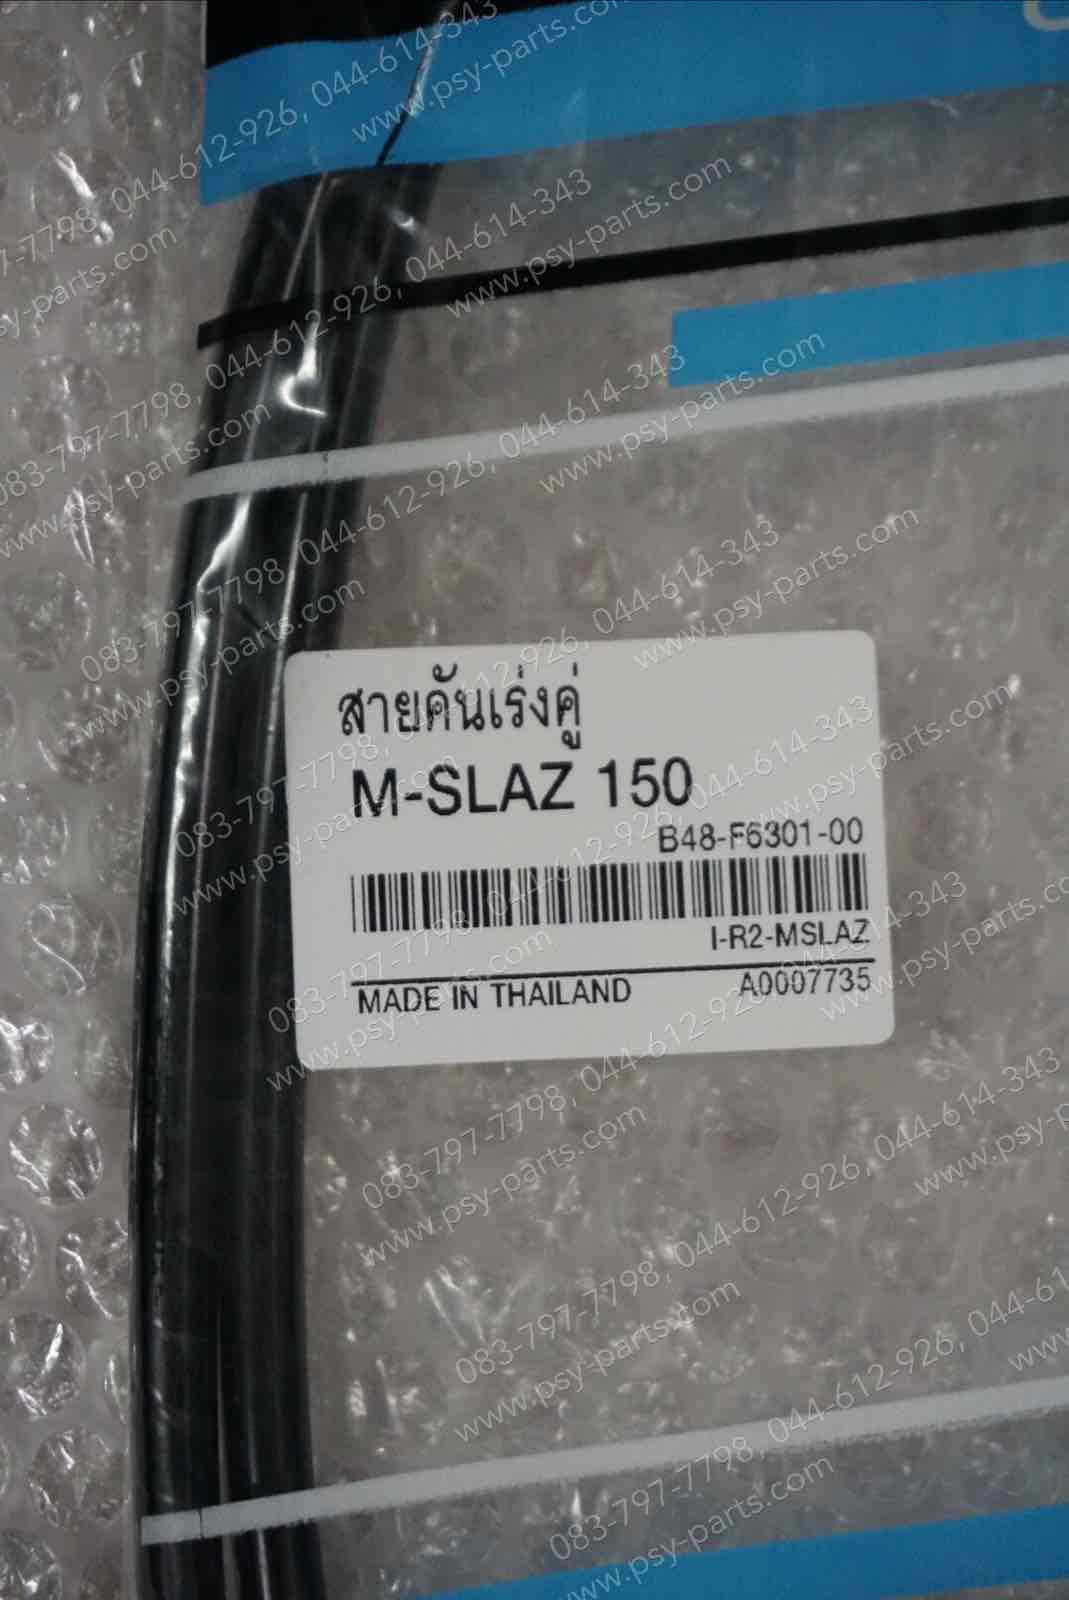 สายคันเร่งคู่
M-SLAZ 150
B48-F6301-00
I-R2-MSLAZ
MADE IN THAILAND A0007735
083-797-7798, 044-612-926, 044-614-343
www.psy-parts.com